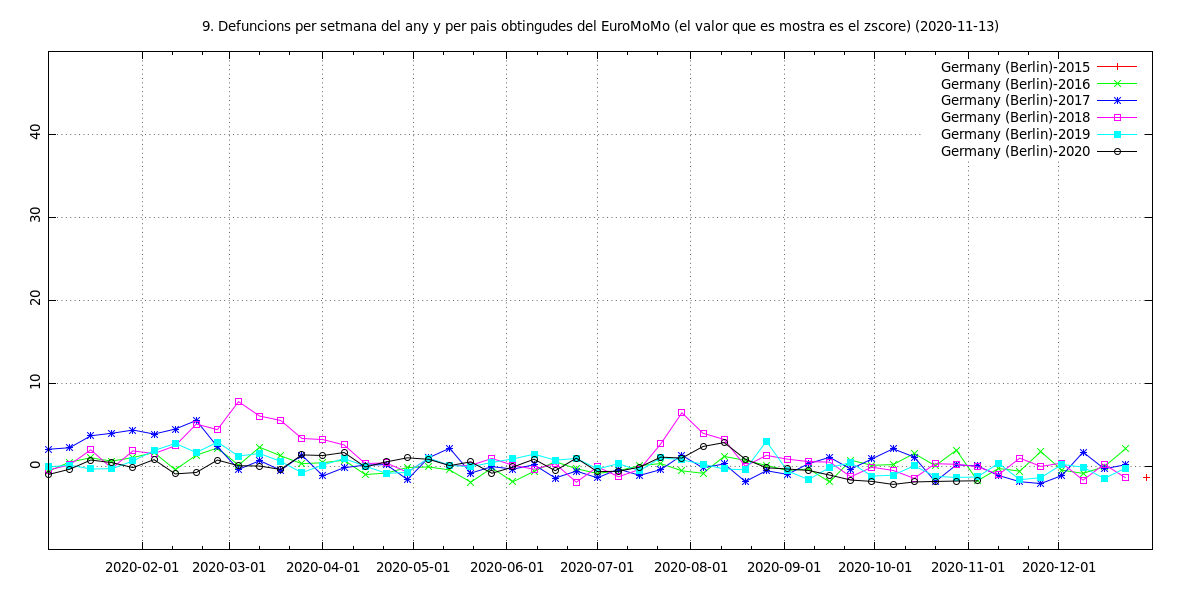 9. Defuncions per setmana del any y per pais obtingudes del EuroMoMo (el valor que es mostra es el zscore) (2020-11-13)
Germany (Berlin)-2015
Germany (Berlin)-2016
Germany (Berlin)-2017
Germany (Berlin)-2018
Germany (Berlin)-2019
Germany (Berlin)-2020
40
30
20
10
0
2020-02-01 2020-03-01 2020-04-01 2020-05-01 2020-06-01 2020-07-01 2020-08-01 2020-09-01 2020-10-01 2020-11-01 2020-12-01